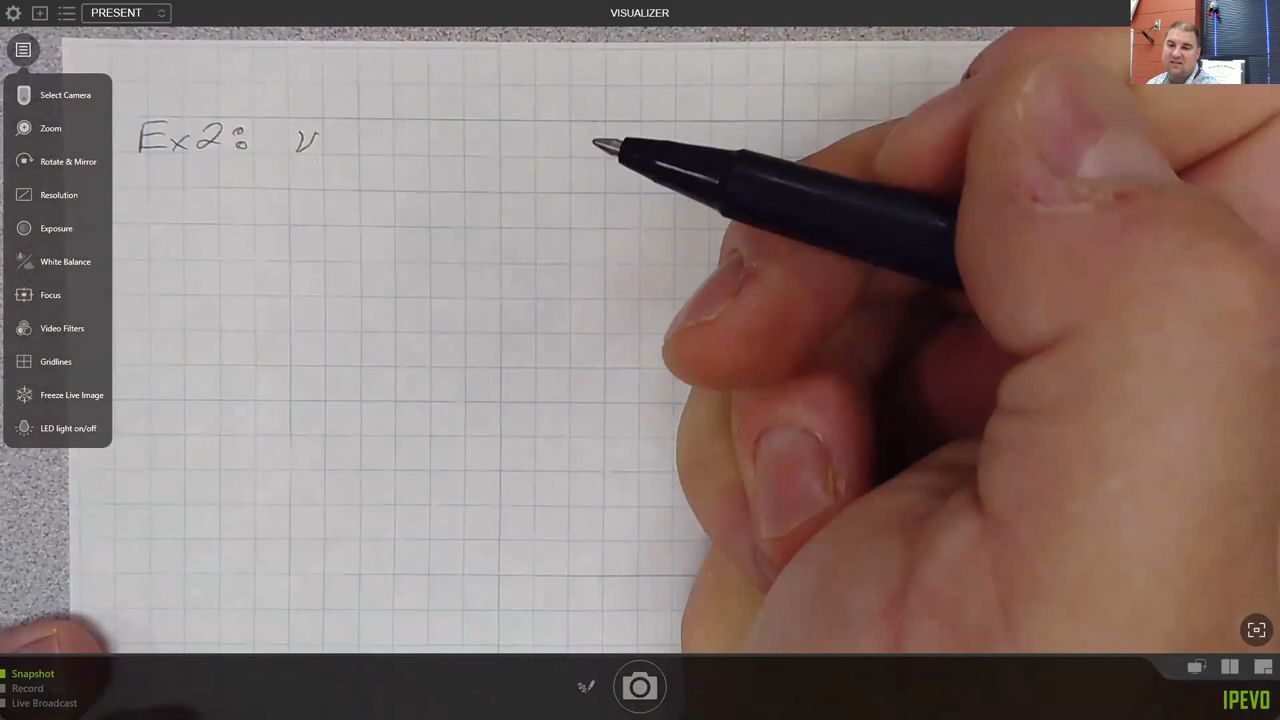 PRESENT
VISUALIZER
Select Camera
Ex2: v
Zoom
Rotate & Mirror
Resolution
Exposure
White Balance
Focus
Video Filters
Gridlines
Freeze Live Image
LED light on/off
Snapshot
Record
Live Broadcast
IPEVO